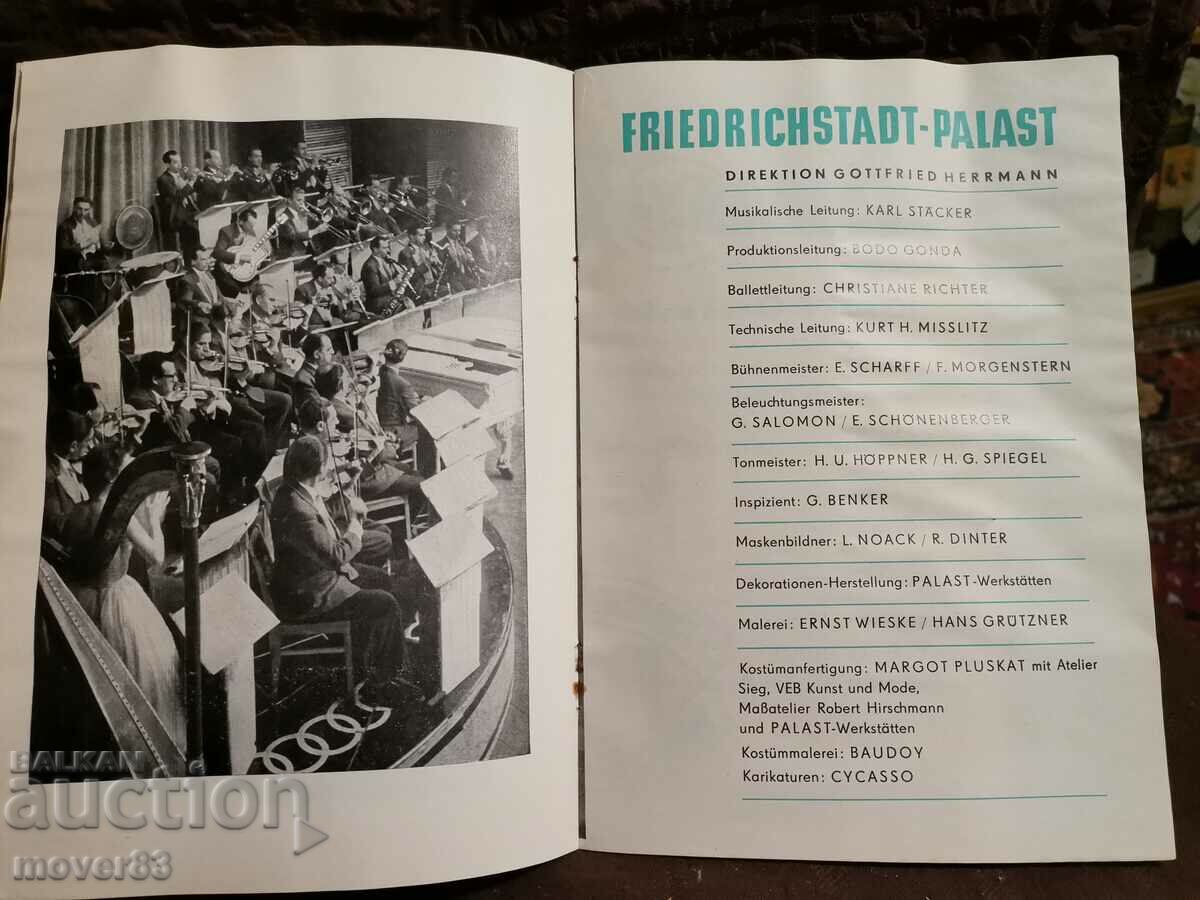 FRIEDRICHSTADT-PALAST
DIREKTION GOTTFRIED HERRMANN
Musikalische Leitung: KARL STÄCKER
Produktionsleitung: BODO GONDA
Ballettleitung: CHRISTIANE RICHTER
Technische Leitung: KURT H. MISSLITZ
Bühnenmeister: E. SCHARFF / F. MORGENSTERN
Beleuchtungsmeister:
G. SALOMON / E. SCHÖNENBERGER
Tonmeister: H. U. HÖPPNER / H. G. SPIEGEL
Inspizient: G. BENKER
Maskenbildner: L. NOACK / R. DINTER
Dekorationen-Herstellung: PALAST-Werkstätten
Malerei: ERNST WIESKE / HANS GRÜTZNER
Kostümanfertigung: MARGOT PLUSKAT mit Atelier
Sieg, VEB Kunst und Mode,
Maßatelier Robert Hirschmann
und PALAST-Werkstätten
Kostümmalerei: BAUDOY
Karikaturen: CYCASSO
BALKAN
auction
mover83